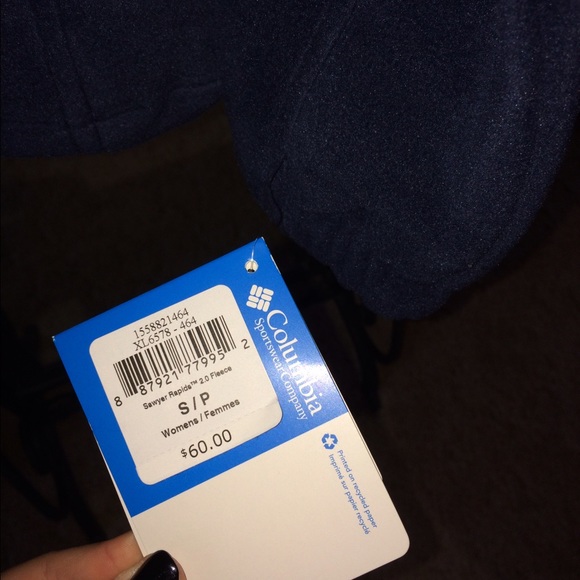 1558821464
XL6578 - 464
8 87921 77995 2
Sawyer Rapids™ 2.0 Fleece
S / P
Womens / Femmes
$60.00
Columbia
Sportswear Company
Printed on recycled paper
Imprimé sur papier recyclé